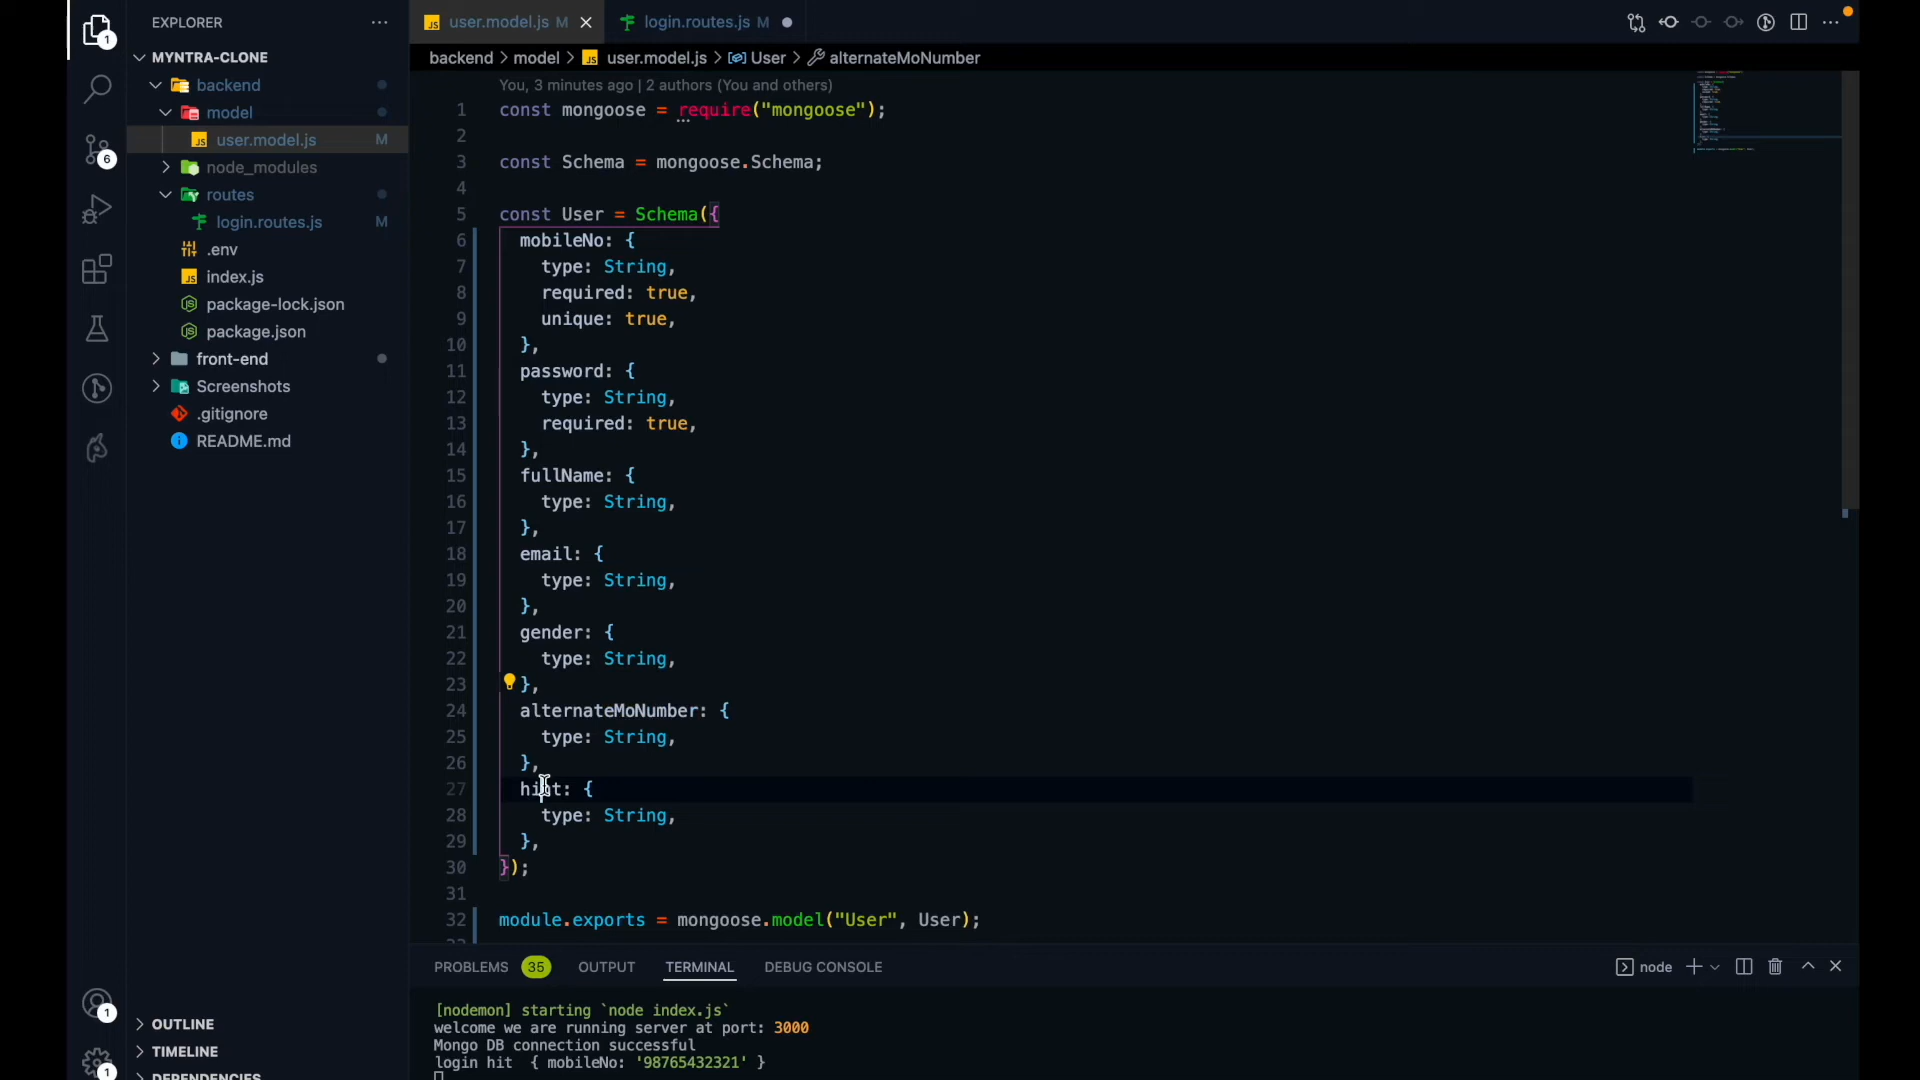 EXPLORER
MYNTRA-CLONE
backend
model
user.model.js M
node_modules
routes
login.routes.js M
.env
index.js
package-lock.json
package.json
front-end
Screenshots
.gitignore
README.md
OUTLINE
TIMELINE
DEPENDENCIES
1
6
1
1
user.model.js M
login.routes.js M
backend > model > user.model.js > User > alternateMoNumber
You, 3 minutes ago | 2 authors (You and others)
1 const mongoose = require("mongoose");
2
3 const Schema = mongoose.Schema;
4
5 const User = Schema({
6 mobileNo: {
7 type: String,
8 required: true,
9 unique: true,
10 },
11 password: {
12 type: String,
13 required: true,
14 },
15 fullName: {
16 type: String,
17 },
18 email: {
19 type: String,
20 },
21 gender: {
22 type: String,
23 },
24 alternateMoNumber: {
25 type: String,
26 },
27 hint: {
28 type: String,
29 },
30 });
31
32 module.exports = mongoose.model("User", User);
PROBLEMS 35 OUTPUT TERMINAL DEBUG CONSOLE node
[nodemon] starting `node index.js`
welcome we are running server at port: 3000
Mongo DB connection successful
login hit { mobileNo: '98765432321' }